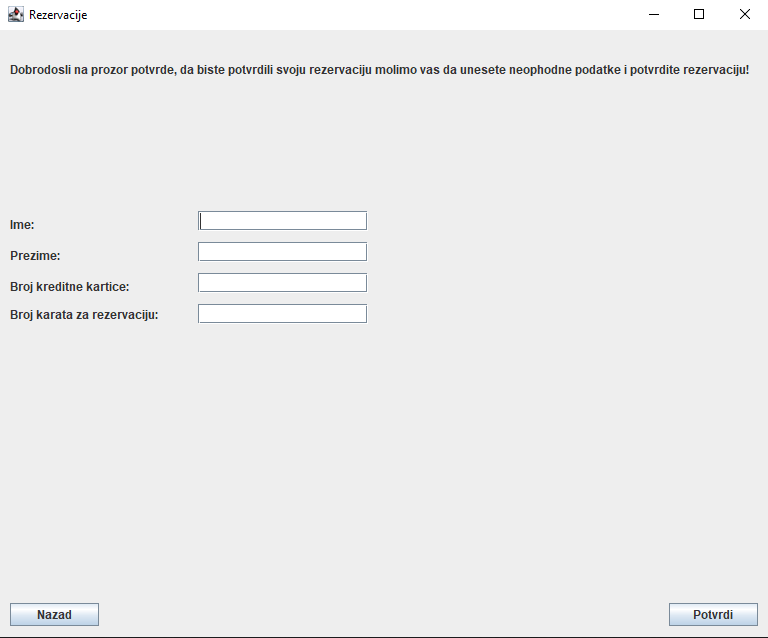 Rezervacije
Dobrodosli na prozor potvrde, da biste potvrdili svoju rezervaciju molimo vas da unesete neophodne podatke i potvrdite rezervaciju!
Ime:
Prezime:
Broj kreditne kartice:
Broj karata za rezervaciju:
Nazad
Potvrdi